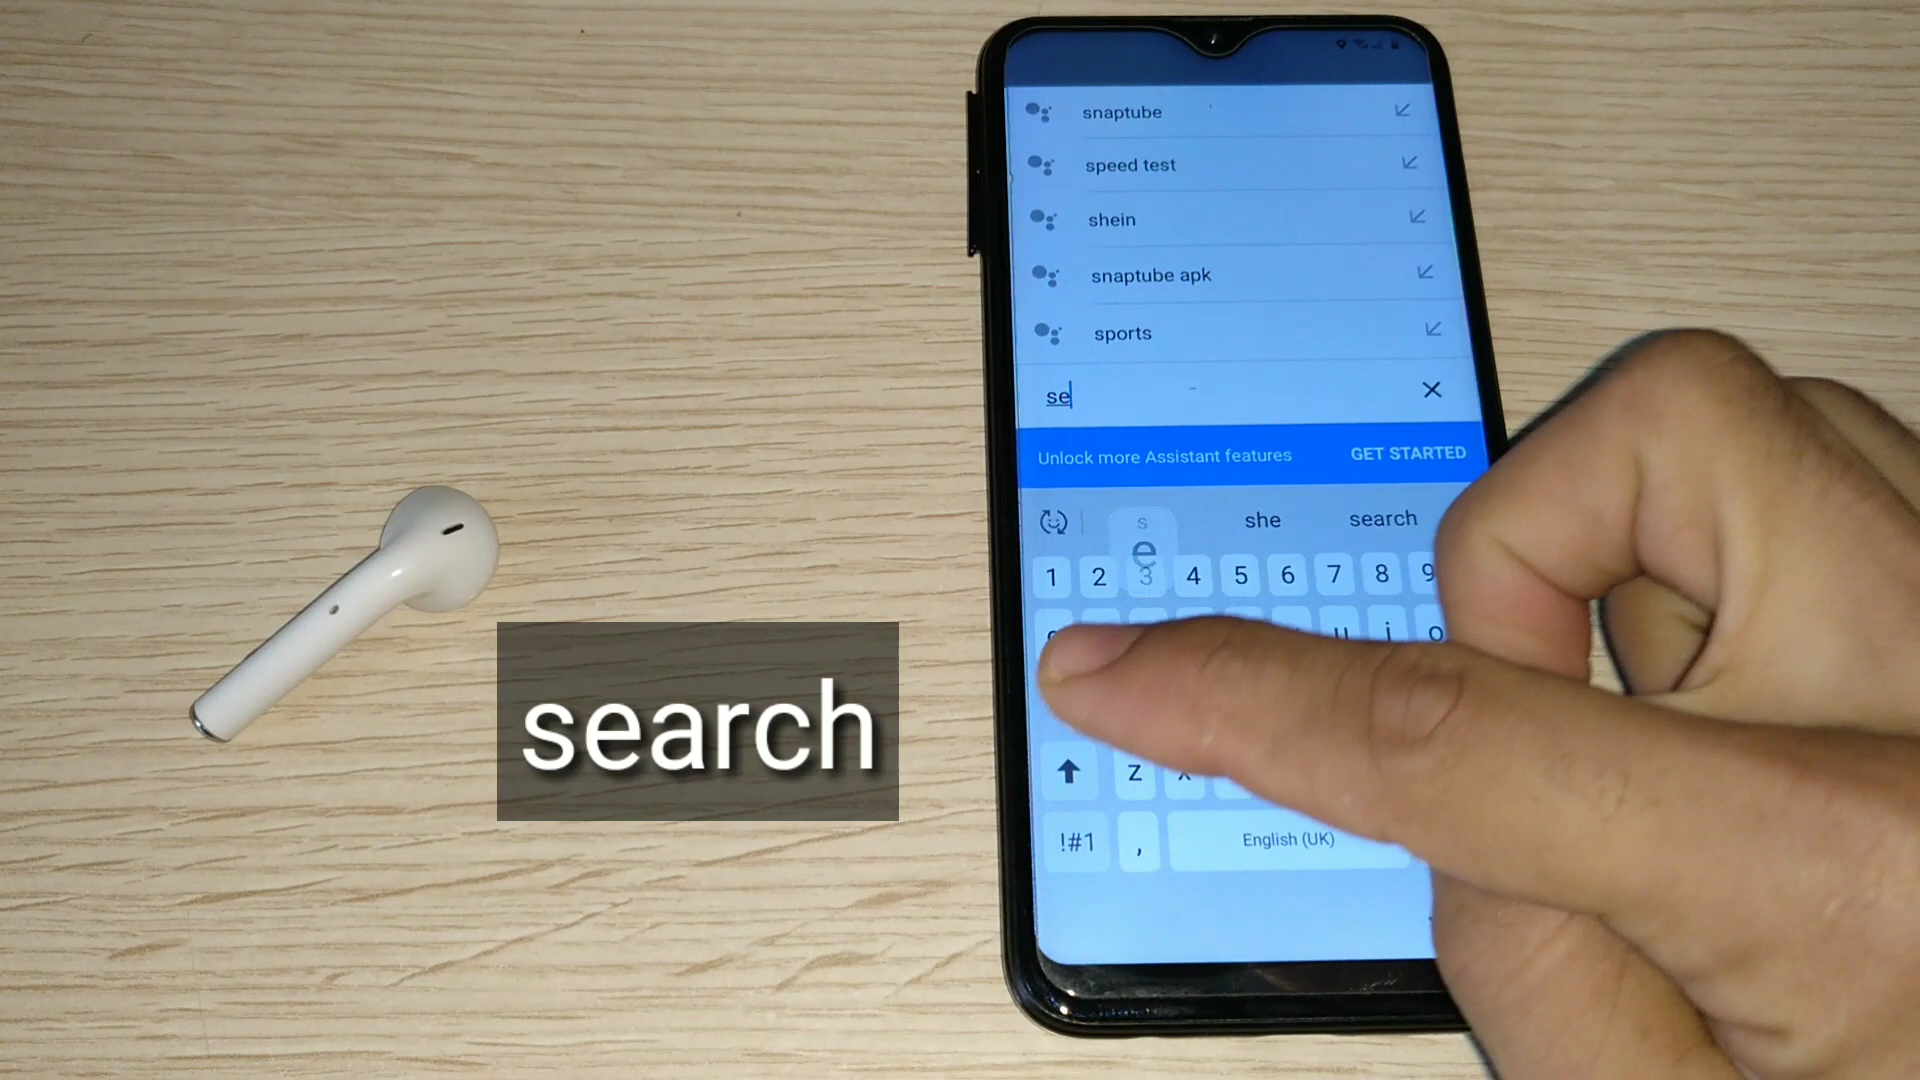 snaptube
speed test
shein
snaptube apk
sports
se
Unlock more Assistant features GET STARTED
s she search
e
1 2 3 4 5 6 7 8 9
u i o
z x
!#1 , English (UK)
search